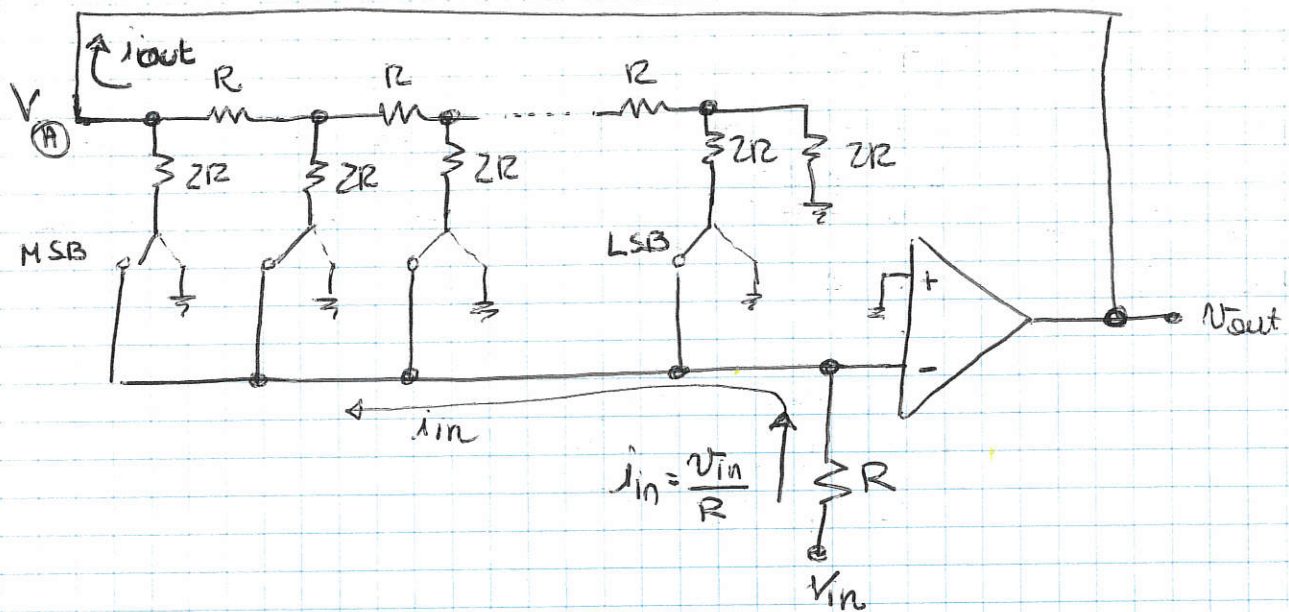 iout
R
R
R
V
A
2R
2R
2R
2R
2R
MSB
LSB
+
-
Vout
iin
iin = vin/R
R
Vin